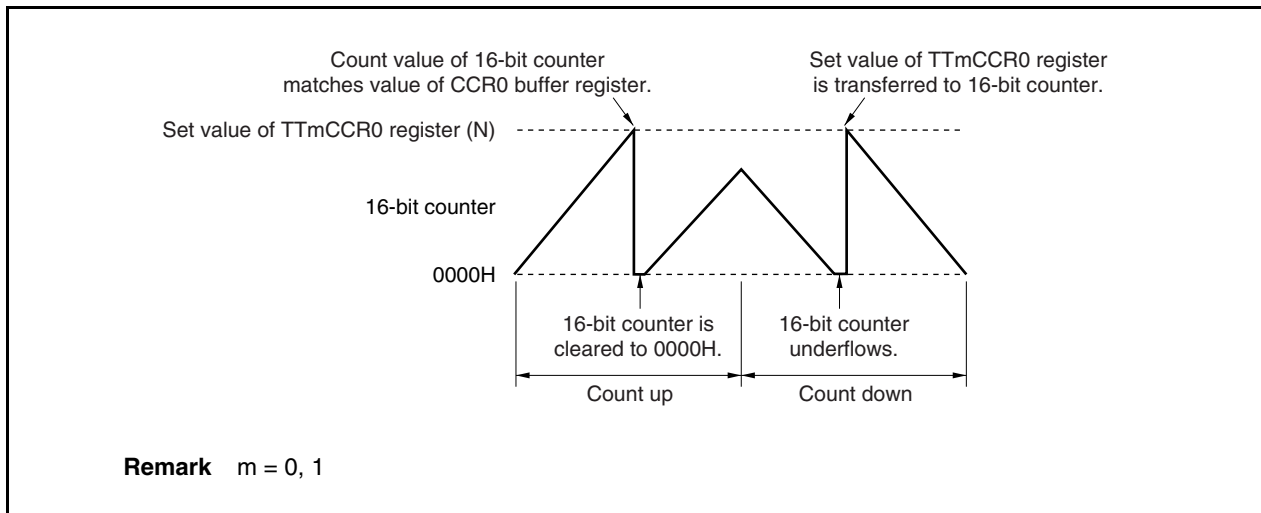 Count value of 16-bit counter
matches value of CCR0 buffer register.
Set value of TTmCCR0 register
is transferred to 16-bit counter.
Set value of TTmCCR0 register (N)
16-bit counter
0000H
16-bit counter is
cleared to 0000H.
16-bit counter
underflows.
Count up
Count down
Remark m = 0, 1